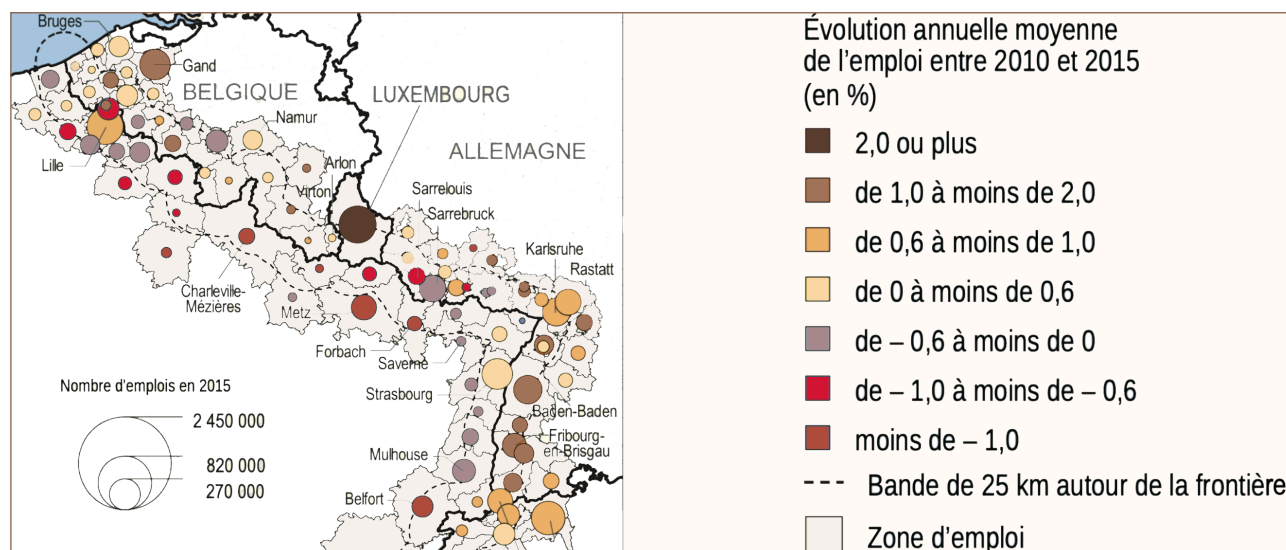 Bruges
Gand
BELGIQUE
LUXEMBOURG
Namur
ALLEMAGNE
Lille
Arlon
Virton
Sarrelouis
Sarrebruck
Karlsruhe
Rastatt
Charleville-
Mézières
Metz
Forbach
Saverne
Strasbourg
Baden-Baden
Fribourg-
en-Brisgau
Mulhouse
Belfort
Nombre d'emplois en 2015
2 450 000
820 000
270 000
Évolution annuelle moyenne
de l’emploi entre 2010 et 2015
(en %)
2,0 ou plus
de 1,0 à moins de 2,0
de 0,6 à moins de 1,0
de 0 à moins de 0,6
de – 0,6 à moins de 0
de – 1,0 à moins de – 0,6
moins de – 1,0
Bande de 25 km autour de la frontière
Zone d’emploi